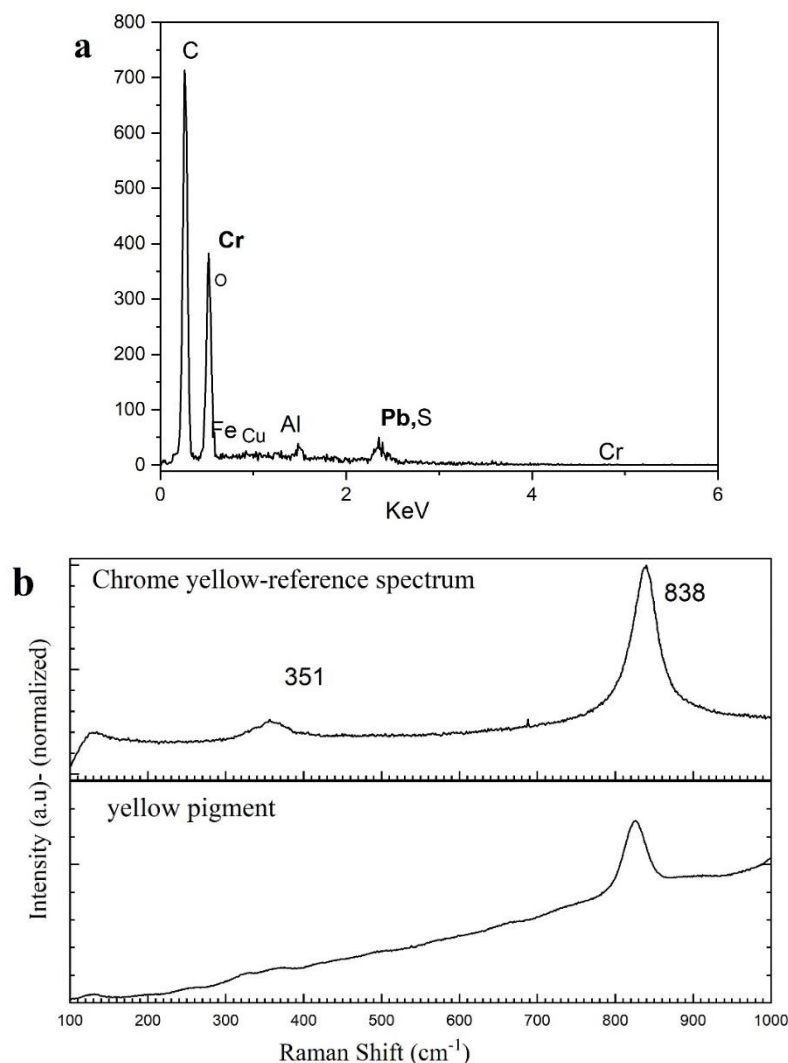 a
800
700
600
500
400
300
200
100
0
C
Cr
O
Fe
Cu
Al
Pb,S
Cr
0
2
4
6
KeV
b
Chrome yellow-reference spectrum
351
838
yellow pigment
Intensity (a.u)- (normalized)
100
200
300
400
500
600
700
800
900
1000
Raman Shift (cm⁻¹)